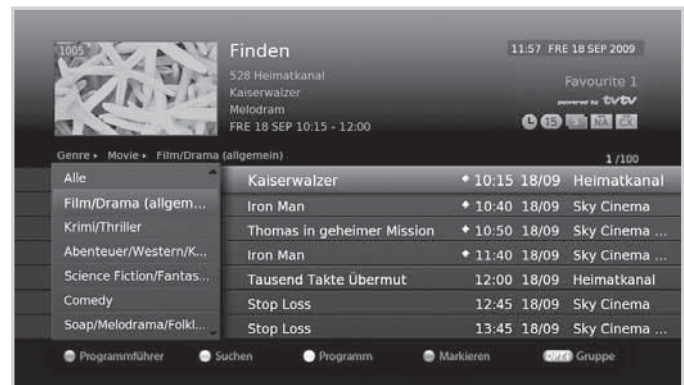 1005
Finden
11:57 FRE 18 SEP 2009
528 Heimatkanal
Kaiserwalzer
Melodram
FRE 18 SEP 10:15 - 12:00
Favourite 1
powered by tvtv
15
NA
CX
Genre Movie Film/Drama (allgemein)
1/100
Alle
Film/Drama (allgem...
Krimi/Thriller
Abenteuer/Western/K...
Science Fiction/Fantas...
Comedy
Soap/Melodrama/Folkl...
Kaiserwalzer 10:15 18/09 Heimatkanal
Iron Man 10:40 18/09 Sky Cinema
Thomas in geheimer Mission 10:50 18/09 Sky Cinema ...
Iron Man 11:40 18/09 Sky Cinema ...
Tausend Takte Übermut 12:00 18/09 Heimatkanal
Stop Loss 12:45 18/09 Sky Cinema
Stop Loss 13:45 18/09 Sky Cinema ...
Programmführer Suchen Programm Markieren OPT+ Gruppe